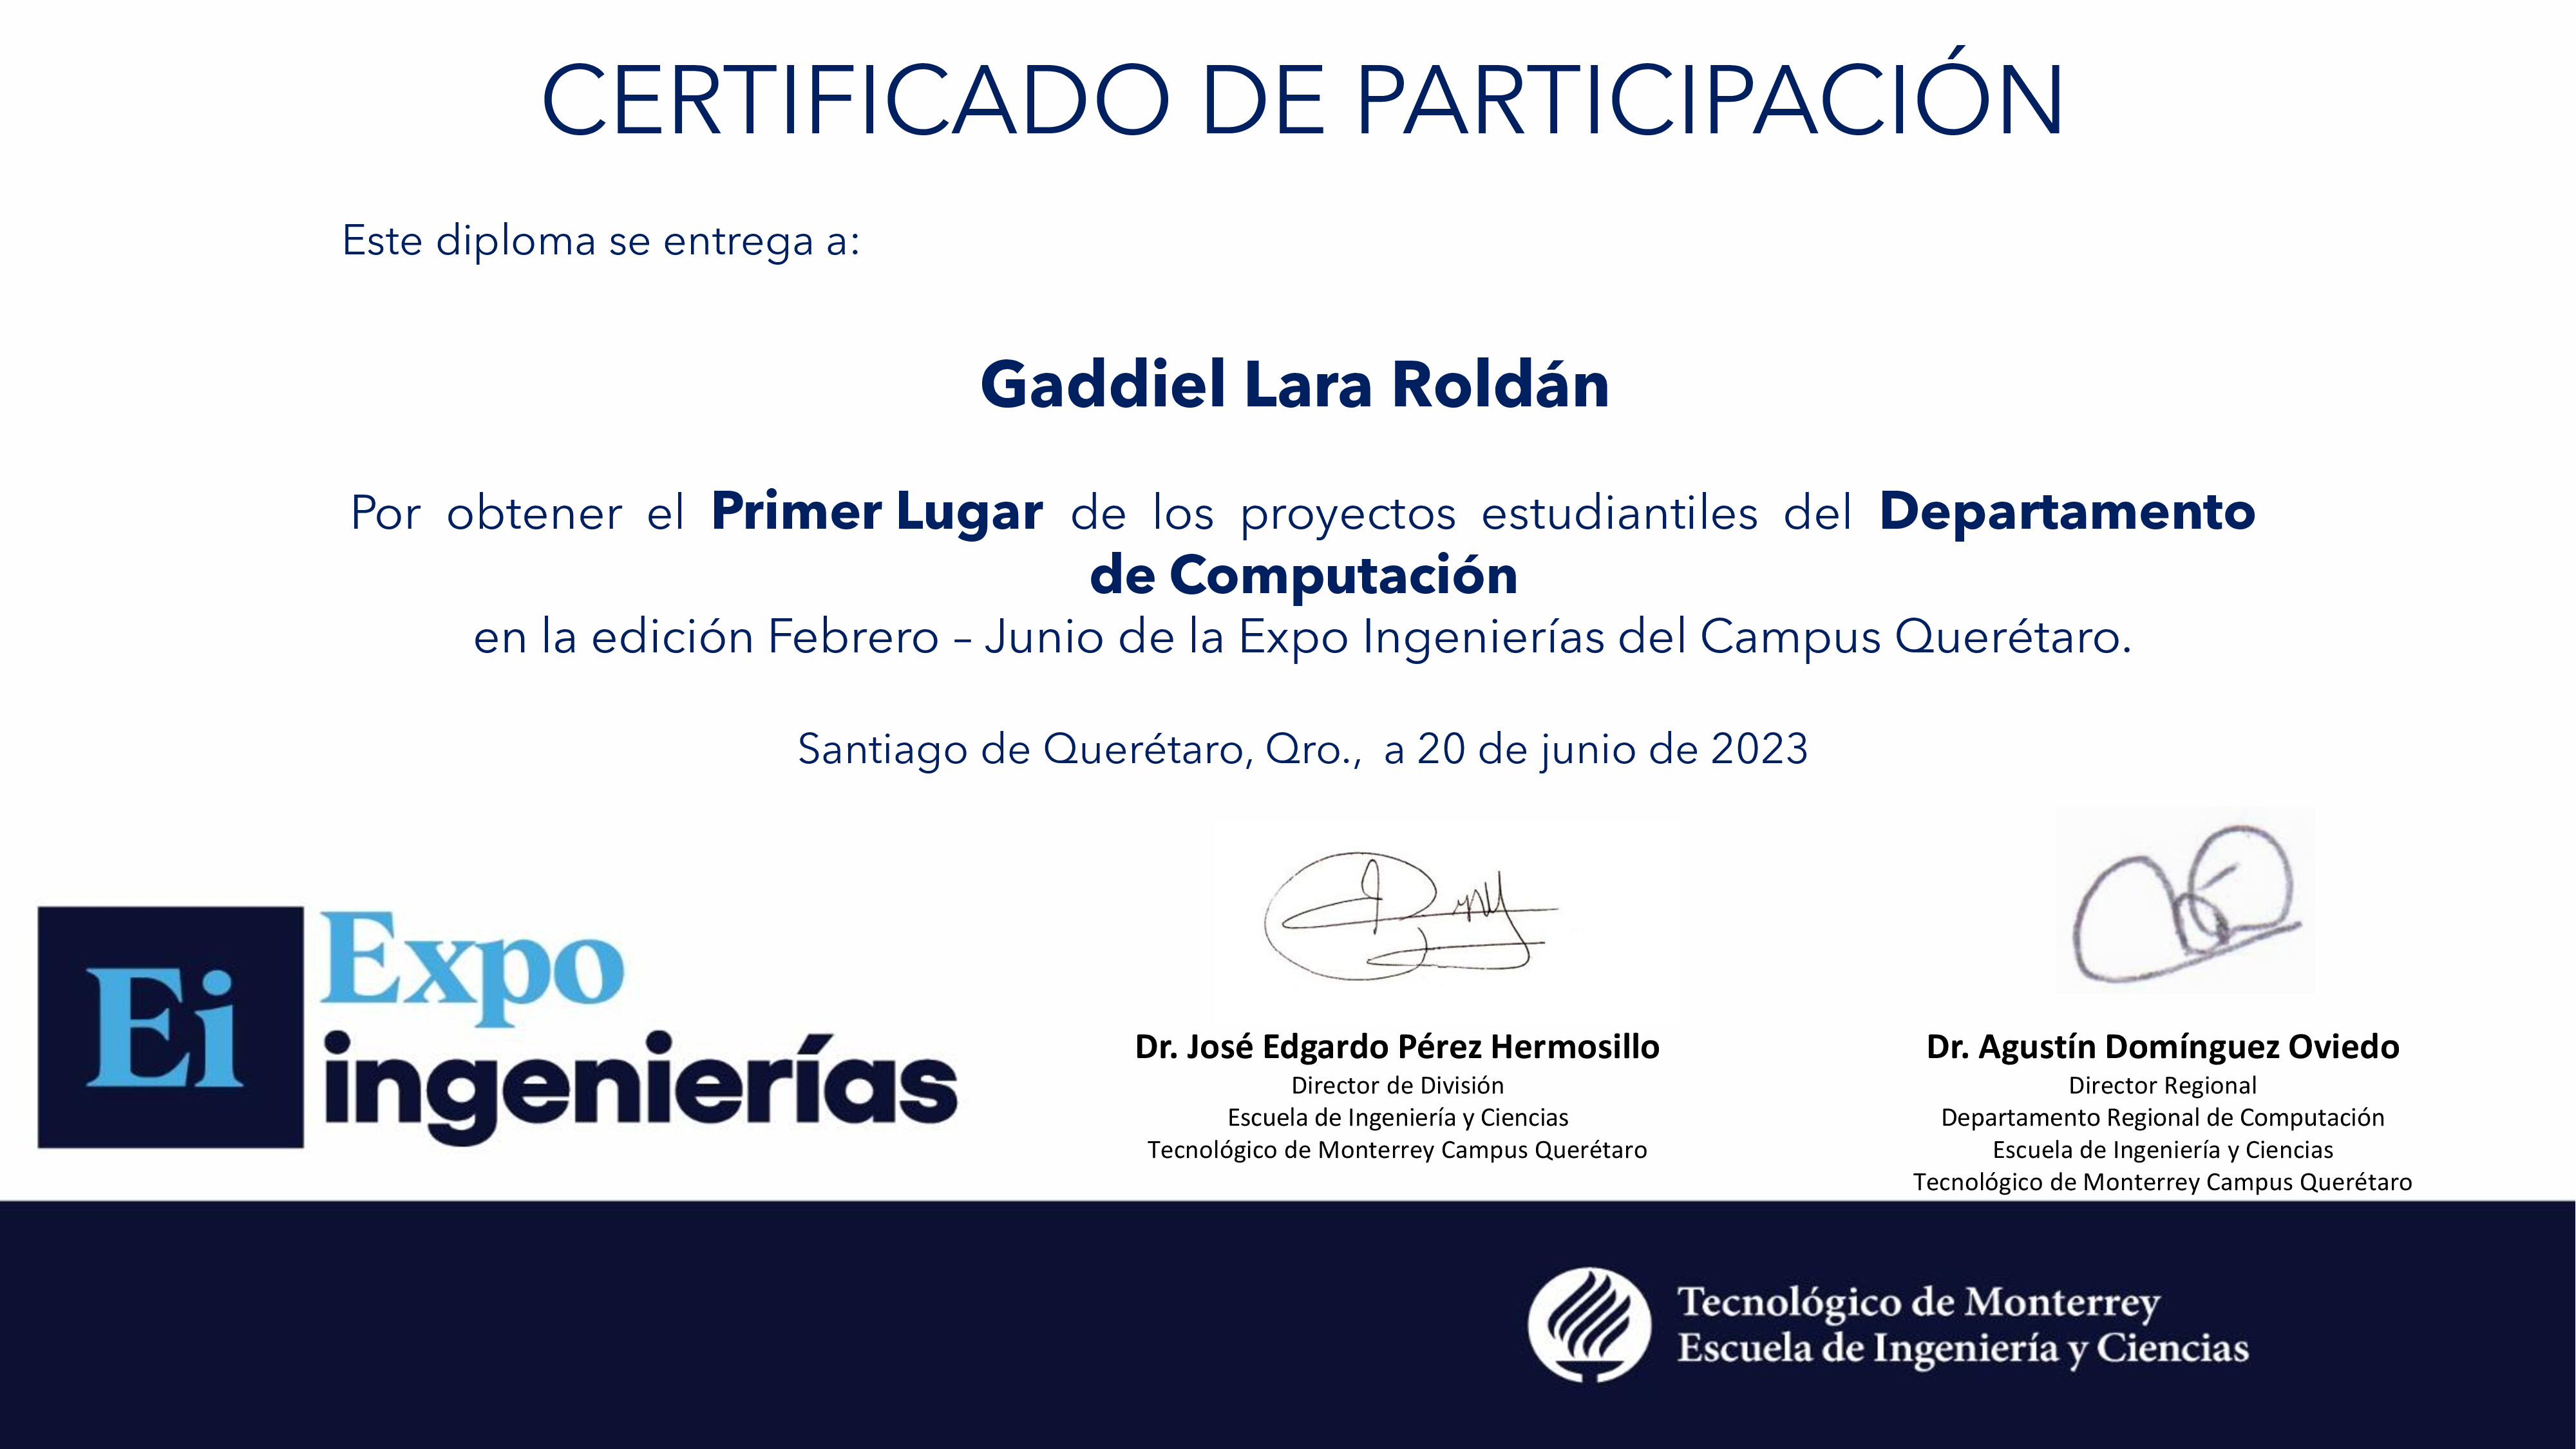 CERTIFICADO DE PARTICIPACIÓN
Este diploma se entrega a:
Gaddiel Lara Roldán
Por obtener el Primer Lugar de los proyectos estudiantiles del Departamento
de Computación
en la edición Febrero – Junio de la Expo Ingenierías del Campus Querétaro.
Santiago de Querétaro, Qro., a 20 de junio de 2023
Ei
Expo
ingenierías
Dr. José Edgardo Pérez Hermosillo
Director de División
Escuela de Ingeniería y Ciencias
Tecnológico de Monterrey Campus Querétaro
Dr. Agustín Domínguez Oviedo
Director Regional
Departamento Regional de Computación
Escuela de Ingeniería y Ciencias
Tecnológico de Monterrey Campus Querétaro
Tecnológico de Monterrey
Escuela de Ingeniería y Ciencias